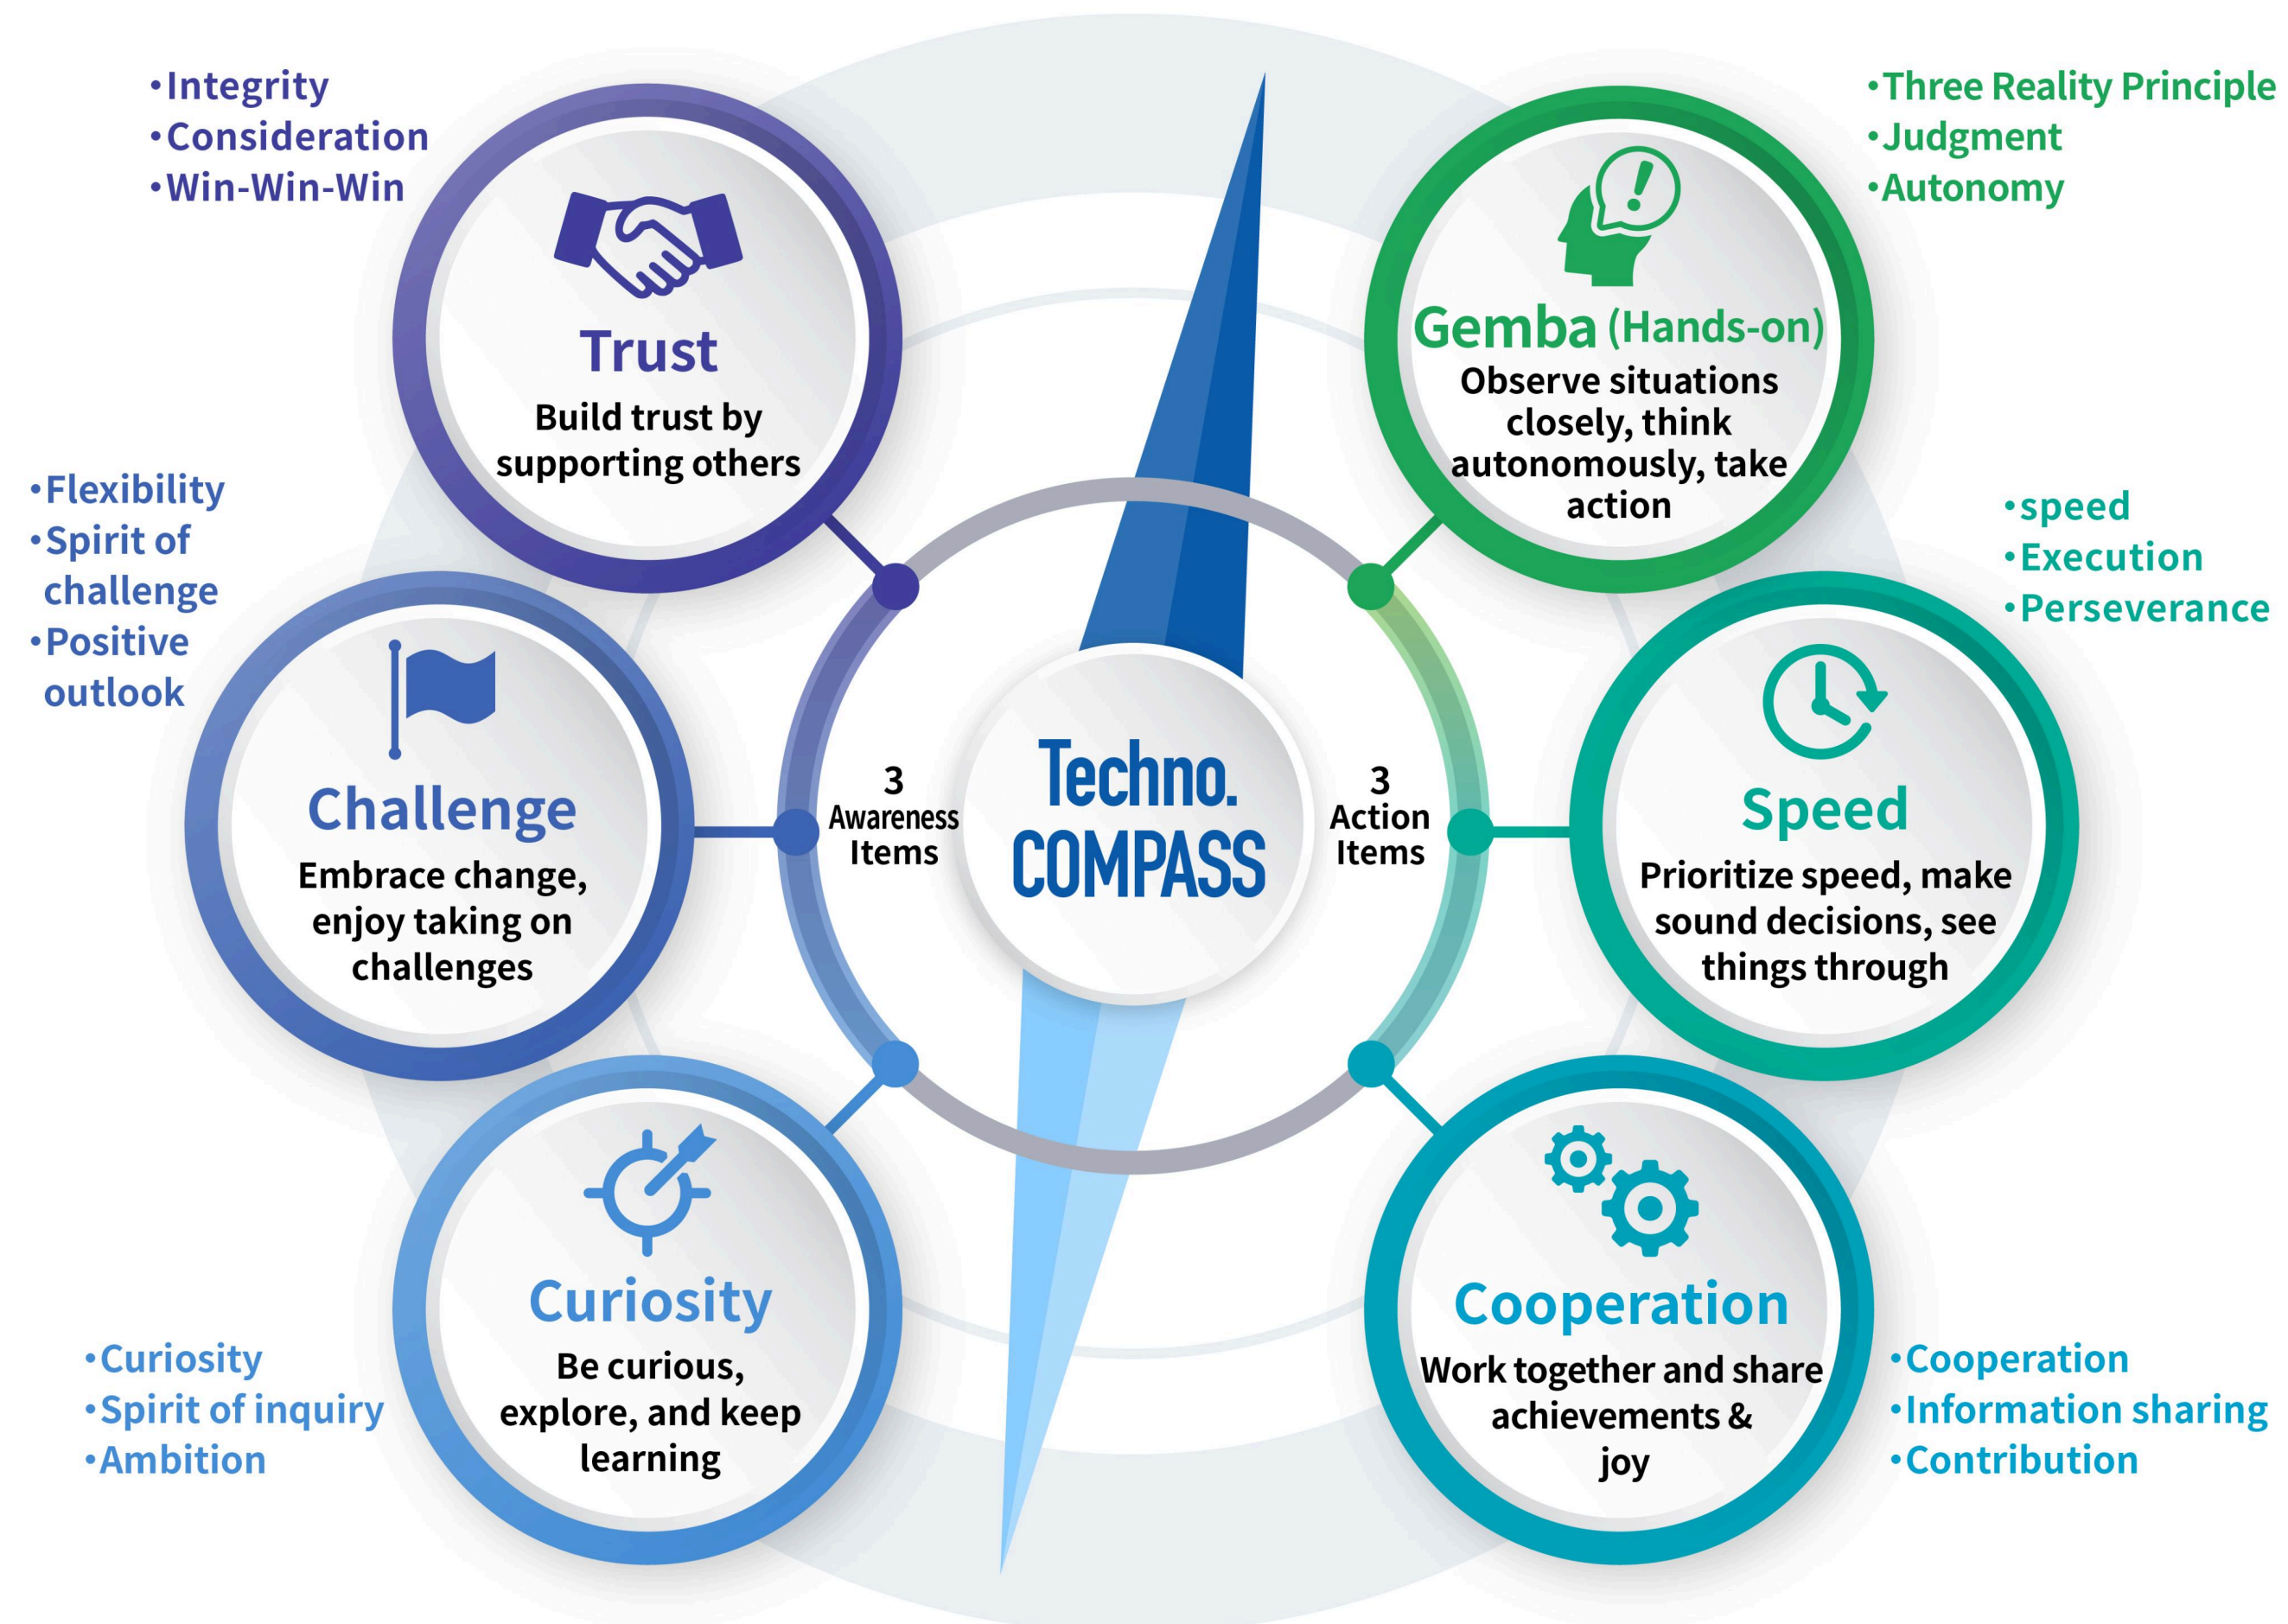 •Integrity
•Consideration
•Win-Win-Win
Trust
Build trust by
supporting others
•Flexibility
•Spirit of
challenge
•Positive
outlook
Challenge
Embrace change,
enjoy taking on
challenges
•Curiosity
•Spirit of inquiry
•Ambition
Curiosity
Be curious,
explore, and keep
learning
3
Awareness
Items
Techno.
COMPASS
3
Action
Items
•Three Reality Principle
•Judgment
•Autonomy
Gemba (Hands-on)
Observe situations
closely, think
autonomously, take
action
•speed
•Execution
•Perseverance
Speed
Prioritize speed, make
sound decisions, see
things through
Cooperation
Work together and share
achievements &
joy
•Cooperation
•Information sharing
•Contribution